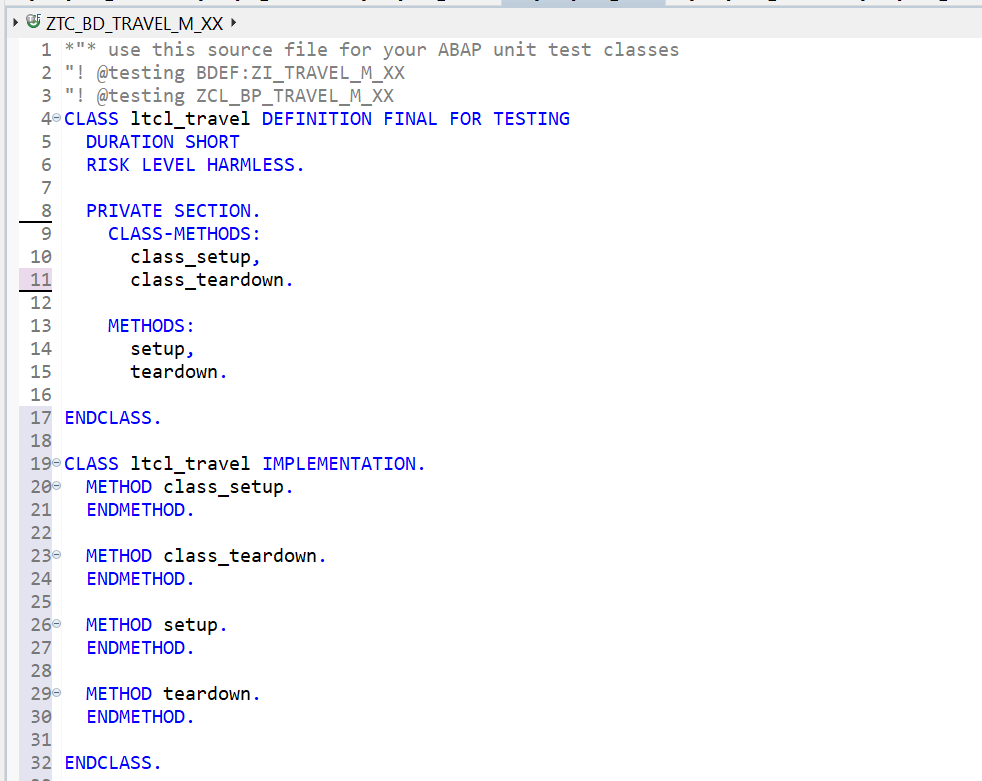 ZTC_BD_TRAVEL_M_XX
1 *"* use this source file for your ABAP unit test classes
2 "! @testing BDEF:ZI_TRAVEL_M_XX
3 "! @testing ZCL_BP_TRAVEL_M_XX
4 CLASS ltcl_travel DEFINITION FINAL FOR TESTING
5 DURATION SHORT
6 RISK LEVEL HARMLESS.
7
8 PRIVATE SECTION.
9 CLASS-METHODS:
10 class_setup,
11 class_teardown.
12
13 METHODS:
14 setup,
15 teardown.
16
17 ENDCLASS.
18
19 CLASS ltcl_travel IMPLEMENTATION.
20 METHOD class_setup.
21 ENDMETHOD.
22
23 METHOD class_teardown.
24 ENDMETHOD.
25
26 METHOD setup.
27 ENDMETHOD.
28
29 METHOD teardown.
30 ENDMETHOD.
31
32 ENDCLASS.